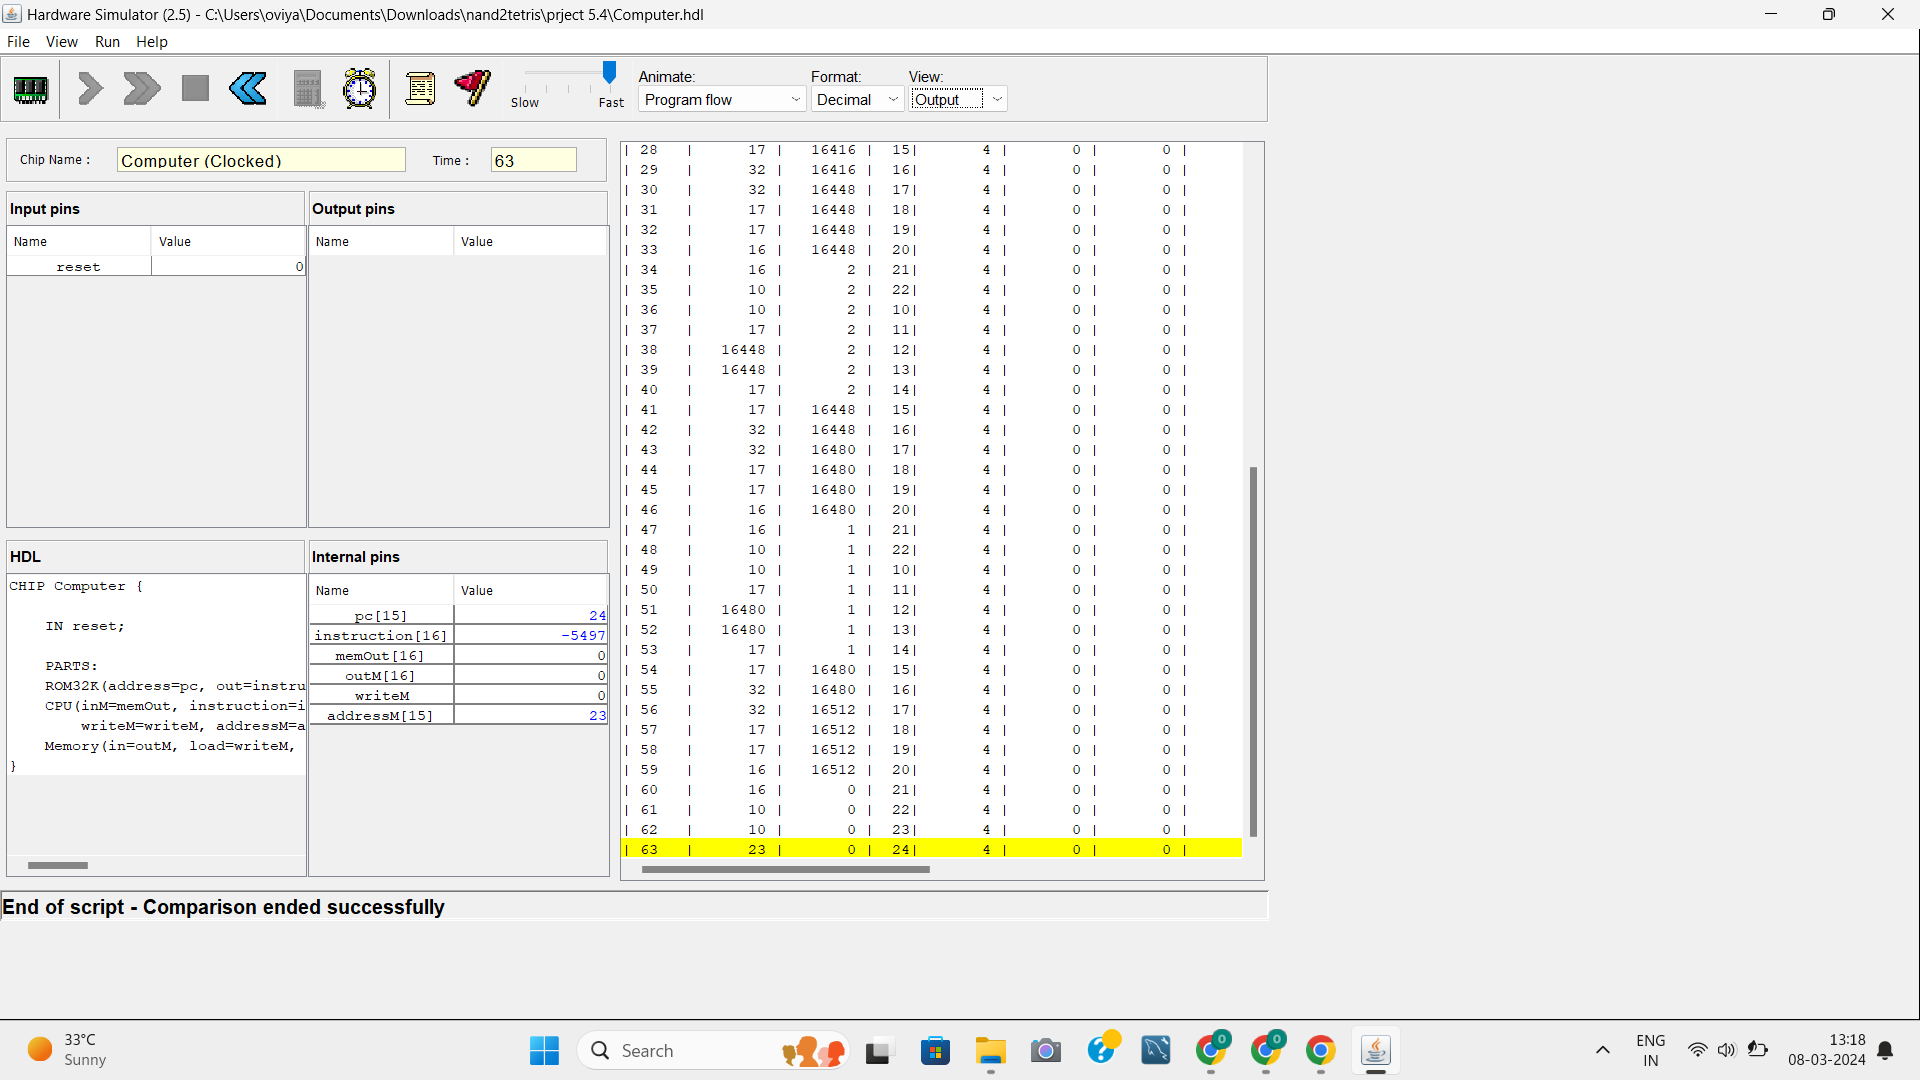 Hardware Simulator (2.5) - C:\Users\oviya\Documents\Downloads\nand2tetris\prject 5.4\Computer.hdl
File View Run Help
Slow Fast
Animate: Format: View:
Program flow Decimal Output
Chip Name : Computer (Clocked) Time : 63
Input pins
Name Value
reset 0
Output pins
Name Value
HDL
CHIP Computer {
IN reset;
PARTS:
ROM32K(address=pc, out=instru
CPU(inM=memOut, instruction=i
writeM=writeM, addressM=a
Memory(in=outM, load=writeM,
}
Internal pins
Name Value
pc[15] 24
instruction[16] -5497
memOut[16] 0
outM[16] 0
writeM 0
addressM[15] 23
| 28 | 17 | 16416 | 15| 4 | 0 | 0 |
| 29 | 32 | 16416 | 16| 4 | 0 | 0 |
| 30 | 32 | 16448 | 17| 4 | 0 | 0 |
| 31 | 17 | 16448 | 18| 4 | 0 | 0 |
| 32 | 17 | 16448 | 19| 4 | 0 | 0 |
| 33 | 16 | 16448 | 20| 4 | 0 | 0 |
| 34 | 16 | 2 | 21| 4 | 0 | 0 |
| 35 | 10 | 2 | 22| 4 | 0 | 0 |
| 36 | 10 | 2 | 10| 4 | 0 | 0 |
| 37 | 17 | 2 | 11| 4 | 0 | 0 |
| 38 | 16448 | 2 | 12| 4 | 0 | 0 |
| 39 | 16448 | 2 | 13| 4 | 0 | 0 |
| 40 | 17 | 2 | 14| 4 | 0 | 0 |
| 41 | 17 | 16448 | 15| 4 | 0 | 0 |
| 42 | 32 | 16448 | 16| 4 | 0 | 0 |
| 43 | 32 | 16480 | 17| 4 | 0 | 0 |
| 44 | 17 | 16480 | 18| 4 | 0 | 0 |
| 45 | 17 | 16480 | 19| 4 | 0 | 0 |
| 46 | 16 | 16480 | 20| 4 | 0 | 0 |
| 47 | 16 | 1 | 21| 4 | 0 | 0 |
| 48 | 10 | 1 | 22| 4 | 0 | 0 |
| 49 | 10 | 1 | 10| 4 | 0 | 0 |
| 50 | 17 | 1 | 11| 4 | 0 | 0 |
| 51 | 16480 | 1 | 12| 4 | 0 | 0 |
| 52 | 16480 | 1 | 13| 4 | 0 | 0 |
| 53 | 17 | 1 | 14| 4 | 0 | 0 |
| 54 | 17 | 16480 | 15| 4 | 0 | 0 |
| 55 | 32 | 16480 | 16| 4 | 0 | 0 |
| 56 | 32 | 16512 | 17| 4 | 0 | 0 |
| 57 | 17 | 16512 | 18| 4 | 0 | 0 |
| 58 | 17 | 16512 | 19| 4 | 0 | 0 |
| 59 | 16 | 16512 | 20| 4 | 0 | 0 |
| 60 | 16 | 0 | 21| 4 | 0 | 0 |
| 61 | 10 | 0 | 22| 4 | 0 | 0 |
| 62 | 10 | 0 | 23| 4 | 0 | 0 |
| 63 | 23 | 0 | 24| 4 | 0 | 0 |
End of script - Comparison ended successfully
33°C
Sunny
Search
ENG
IN
13:18
08-03-2024